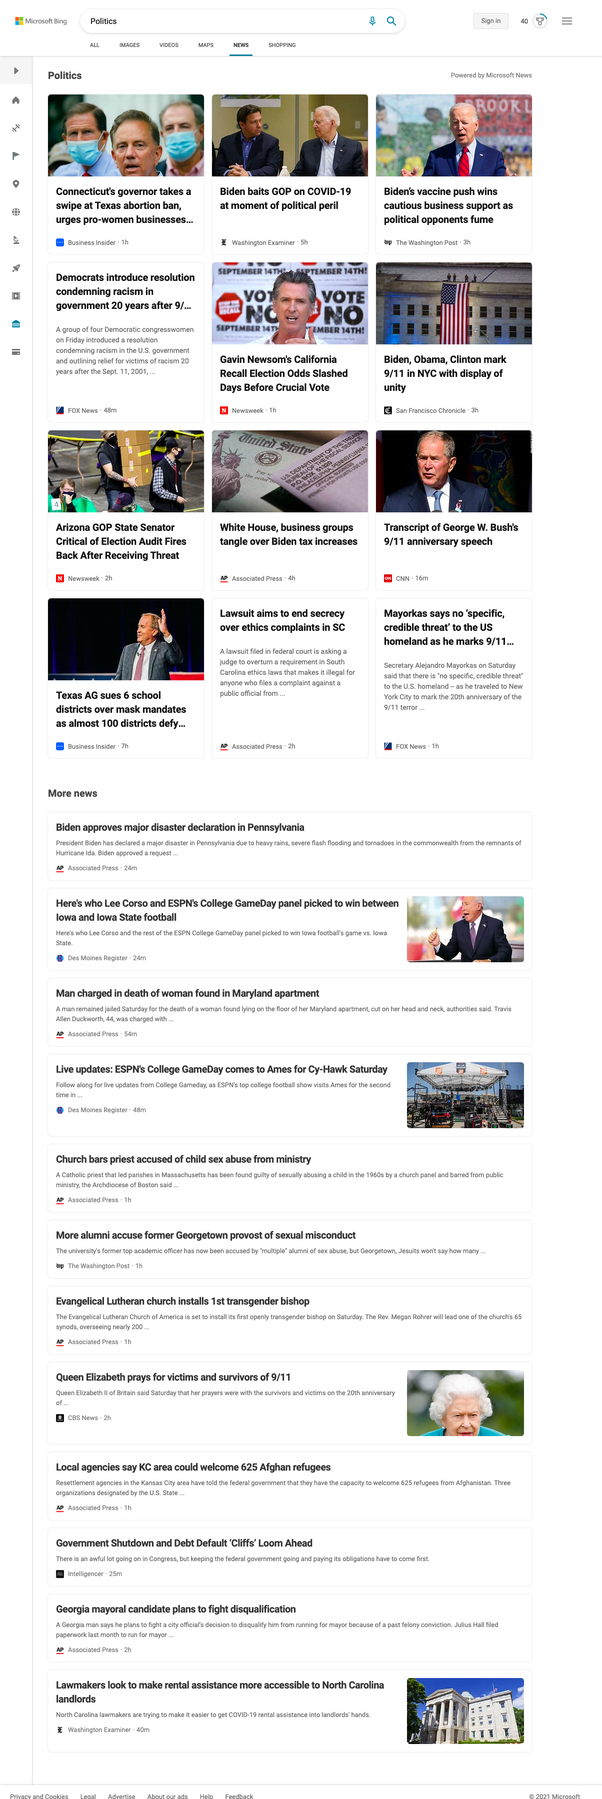 Microsoft Bing
Politics
Sign in
40
ALL
IMAGES
VIDEOS
MAPS
NEWS
SHOPPING
Politics
Powered by Microsoft News
Connecticut's governor takes a
swipe at Texas abortion ban,
urges pro-women businesses...
Business Insider · 1h
Biden baits GOP on COVID-19
at moment of political peril
Washington Examiner · 5h
Biden's vaccine push wins
cautious business support as
political opponents fume
The Washington Post · 3h
Democrats introduce resolution
condemning racism in
government 20 years after 9/...
A group of four Democratic congresswomen
on Friday introduced a resolution
condemning racism in the U.S. government
and outlining relief for victims of racism 20
years after the Sept. 11, 2001, ...
FOX News · 48m
SEPTEMBER 14TH!
VOTE
NO
Gavin Newsom's California
Recall Election Odds Slashed
Days Before Crucial Vote
Newsweek · 1h
Biden, Obama, Clinton mark
9/11 in NYC with display of
unity
San Francisco Chronicle · 3h
Arizona GOP State Senator
Critical of Election Audit Fires
Back After Receiving Threat
Newsweek · 2h
United States
White House, business groups
tangle over Biden tax increases
Associated Press · 4h
Transcript of George W. Bush's
9/11 anniversary speech
CNN · 16m
Texas AG sues 6 school
districts over mask mandates
as almost 100 districts defy...
Business Insider · 7h
Lawsuit aims to end secrecy
over ethics complaints in SC
A lawsuit filed in federal court is asking a
judge to overturn a requirement in South
Carolina ethics laws that makes it illegal for
anyone who files a complaint against a
public official from ...
Associated Press · 2h
Mayorkas says no 'specific,
credible threat' to the US
homeland as he marks 9/11...
Secretary Alejandro Mayorkas on Saturday
said that there is "no specific, credible threat"
to the U.S. homeland – as he traveled to New
York City to mark the 20th anniversary of the
9/11 terror ...
FOX News · 1h
More news
Biden approves major disaster declaration in Pennsylvania
President Biden has declared a major disaster in Pennsylvania due to heavy rains, severe flash flooding and tornadoes in the commonwealth from the remnants of
Hurricane Ida. Biden approved a request ...
Associated Press · 24m
Here's who Lee Corso and ESPN's College GameDay panel picked to win between
Iowa and Iowa State football
Here's who Lee Corso and the rest of the ESPN College GameDay panel picked to win Iowa football's game vs. Iowa
State.
Des Moines Register · 24m
Man charged in death of woman found in Maryland apartment
A man remained jailed Saturday for the death of a woman found lying on the floor of her Maryland apartment, cut on her head and neck, authorities said. Travis
Allen Duckworth, 44, was charged with ...
Associated Press · 54m
Live updates: ESPN's College GameDay comes to Ames for Cy-Hawk Saturday
Follow along for live updates from College Gameday, as ESPN's top college football show visits Ames for the second
time in ...
Des Moines Register · 48m
Church bars priest accused of child sex abuse from ministry
A Catholic priest that led parishes in Massachusetts has been found guilty of sexually abusing a child in the 1960s by a church panel and barred from public
ministry, the Archdiocese of Boston said ...
Associated Press · 1h
More alumni accuse former Georgetown provost of sexual misconduct
The university's former top academic officer has now been accused by "multiple" alumni of sex abuse, but Georgetown, Jesuits won't say how many ...
The Washington Post · 1h
Evangelical Lutheran church installs 1st transgender bishop
The Evangelical Lutheran Church of America is set to install its first openly transgender bishop on Saturday. The Rev. Megan Rohrer will lead one of the church's 65
synods, overseeing nearly 200 ...
Associated Press · 1h
Queen Elizabeth prays for victims and survivors of 9/11
Queen Elizabeth II of Britain said Saturday that her prayers were with the survivors and victims on the 20th anniversary
of ...
CBS News · 2h
Local agencies say KC area could welcome 625 Afghan refugees
Resettlement agencies in the Kansas City area have told the federal government that they have the capacity to welcome 625 refugees from Afghanistan. Three
organizations designated by the U.S. State ...
Associated Press · 1h
Government Shutdown and Debt Default 'Cliffs' Loom Ahead
There is an awful lot going on in Congress, but keeping the federal government going and paying its obligations have to come first.
Intelligencer · 25m
Georgia mayoral candidate plans to fight disqualification
A Georgia man says he plans to fight a city official's decision to disqualify him from running for mayor because of a past felony conviction. Julius Hall filed
paperwork last month to run for mayor ...
Associated Press · 2h
Lawmakers look to make rental assistance more accessible to North Carolina
landlords
North Carolina lawmakers are trying to make it easier to get COVID-19 rental assistance into landlords' hands.
Washington Examiner · 40m
Privacy and Cookies
Legal
Advertise
About our ads
Help
Feedback
© 2021 Microsoft